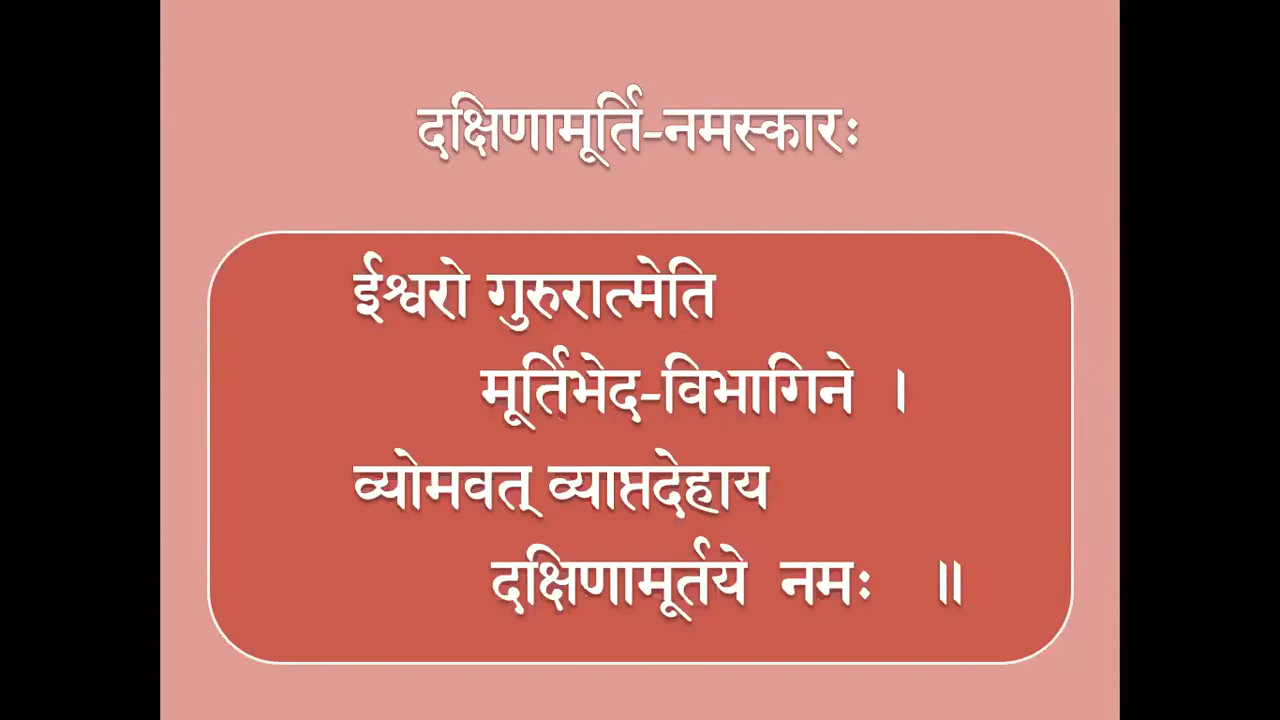 दक्षिणामूर्ति-नमस्कारः
ईश्वरो गुरुरात्मेति
मूर्तिभेद-विभागिने ।
व्योमवत् व्याप्तदेहाय
दक्षिणामूर्तये नमः ॥